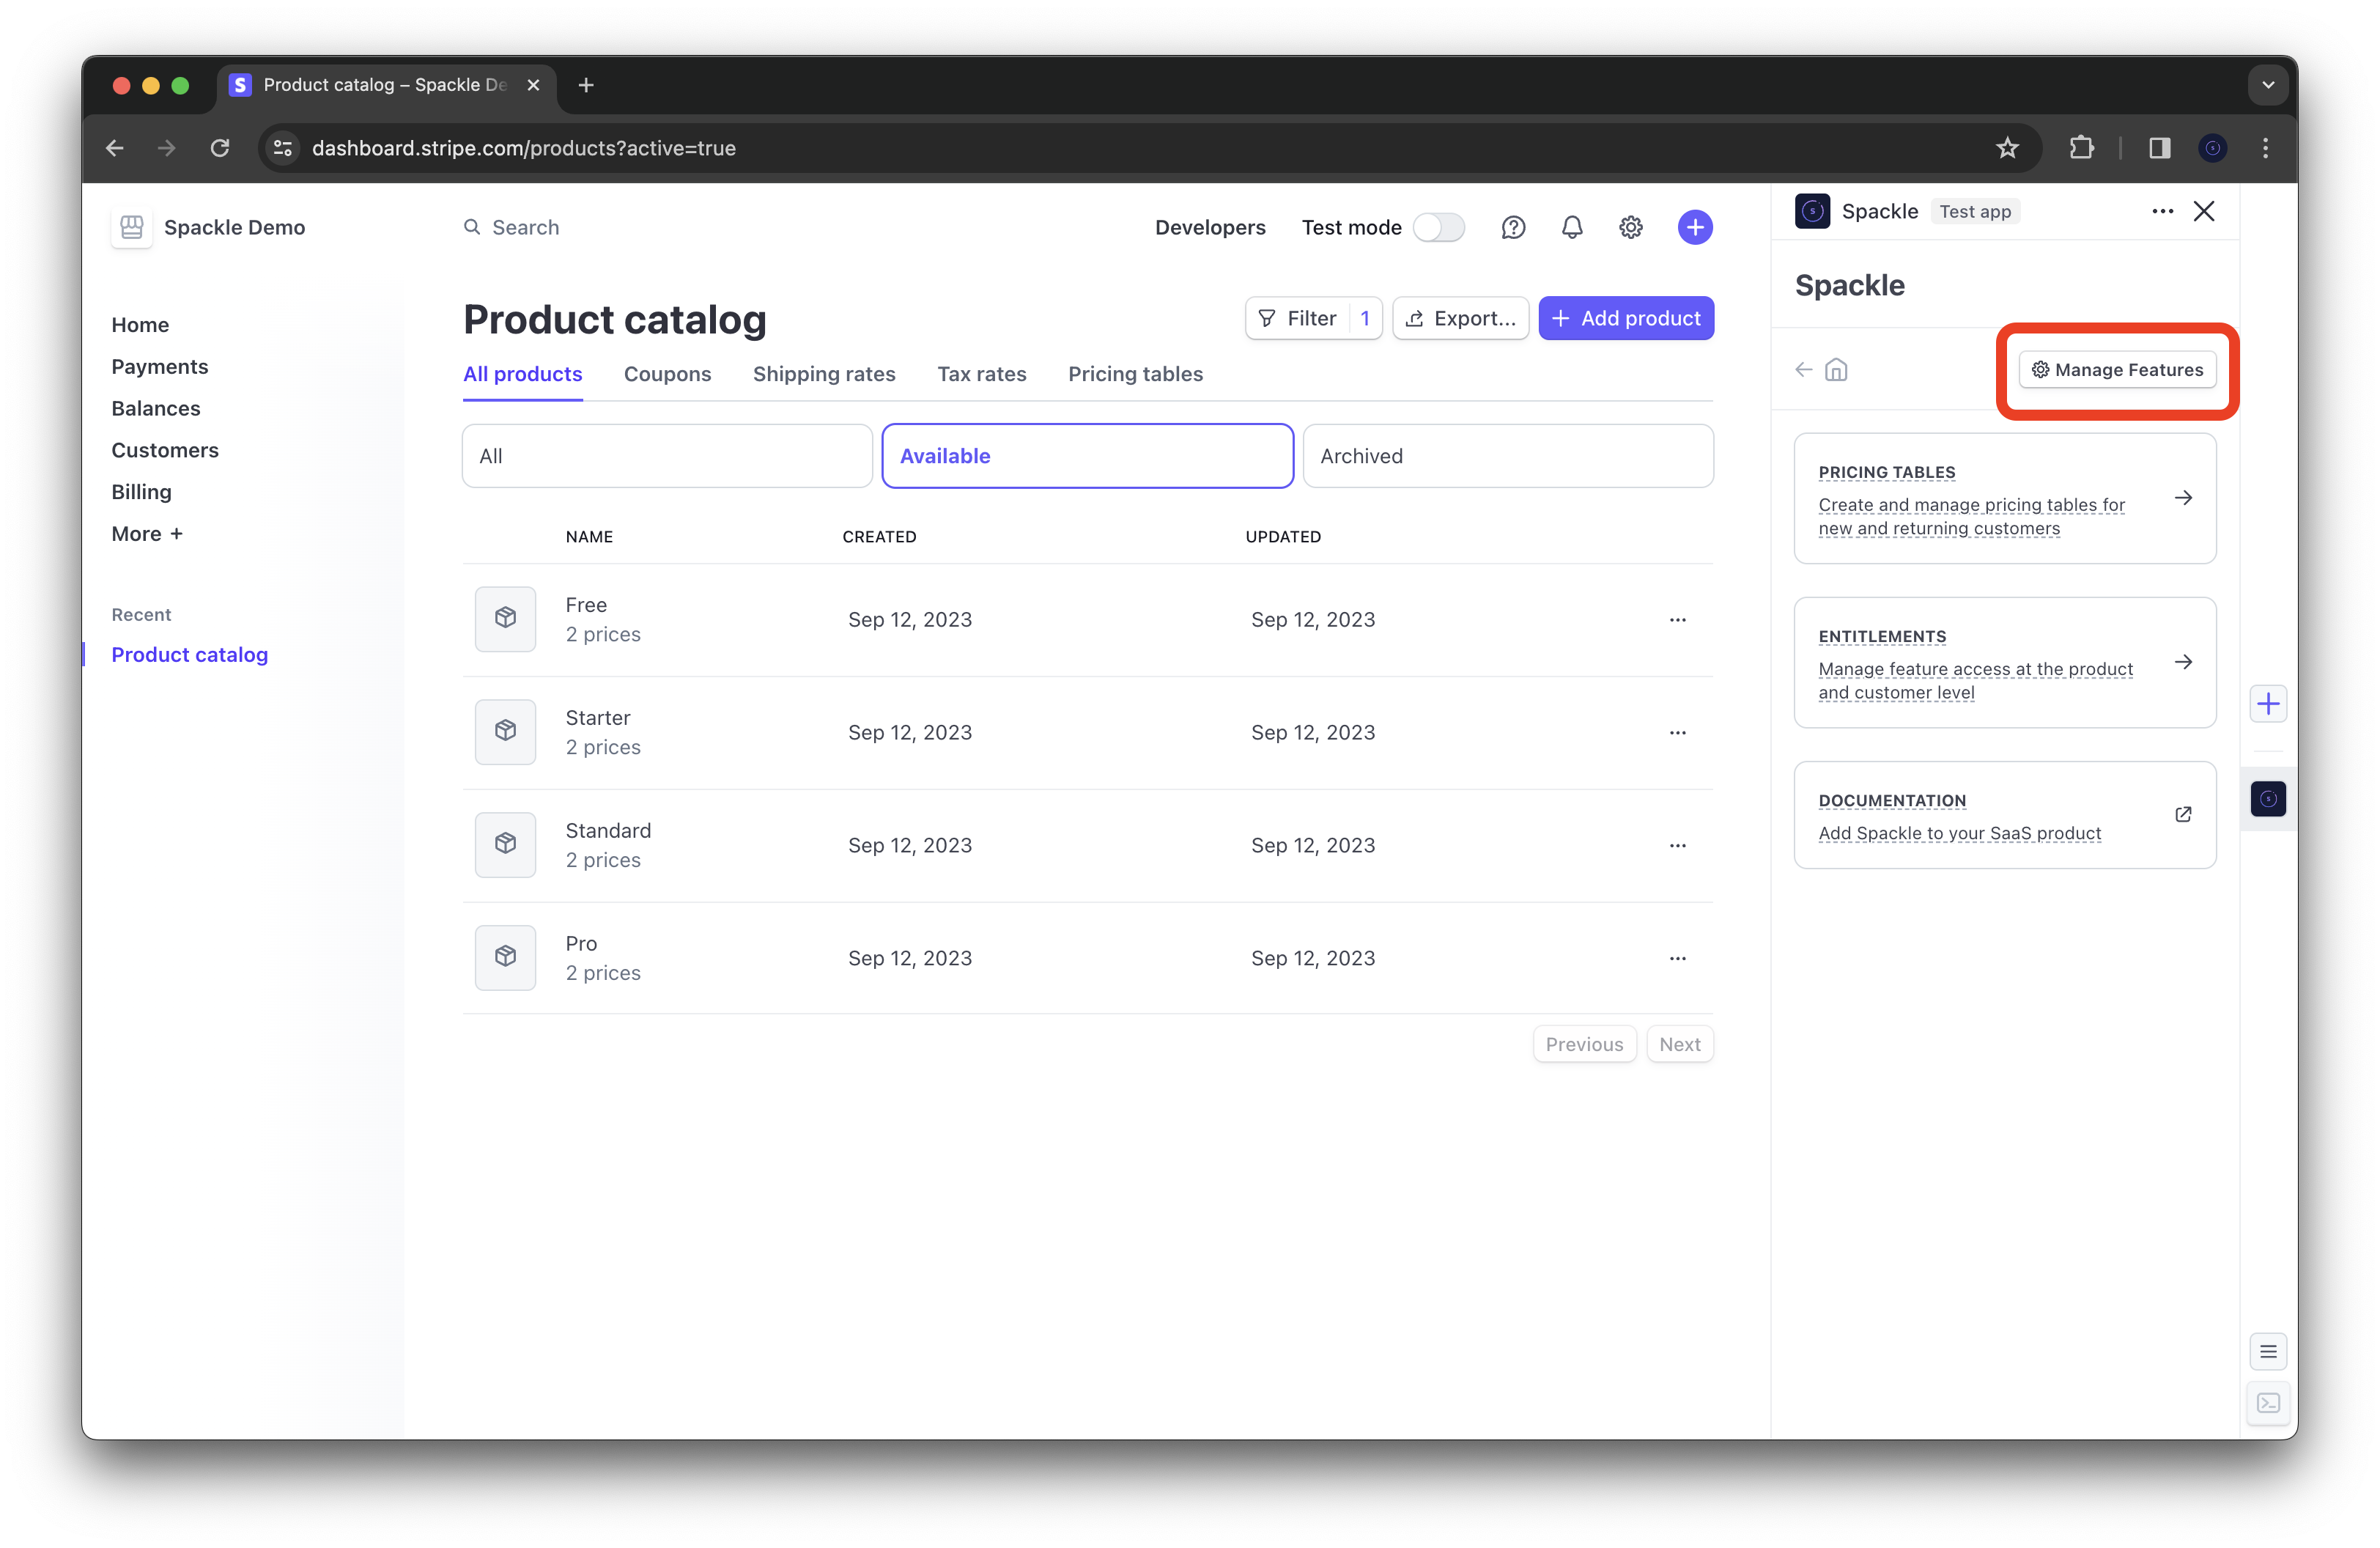 Product catalog – Spackle De
dashboard.stripe.com/products?active=true
Spackle Demo
Search
Developers
Test mode
Home
Payments
Balances
Customers
Billing
More +
Recent
Product catalog
Product catalog
Filter 1
Export...
+ Add product
All products
Coupons
Shipping rates
Tax rates
Pricing tables
All
Available
Archived
NAME
CREATED
UPDATED
Free
2 prices
Sep 12, 2023
Sep 12, 2023
Starter
2 prices
Sep 12, 2023
Sep 12, 2023
Standard
2 prices
Sep 12, 2023
Sep 12, 2023
Pro
2 prices
Sep 12, 2023
Sep 12, 2023
Previous
Next
Spackle
Test app
Spackle
Manage Features
PRICING TABLES
Create and manage pricing tables for
new and returning customers
ENTITLEMENTS
Manage feature access at the product
and customer level
DOCUMENTATION
Add Spackle to your SaaS product